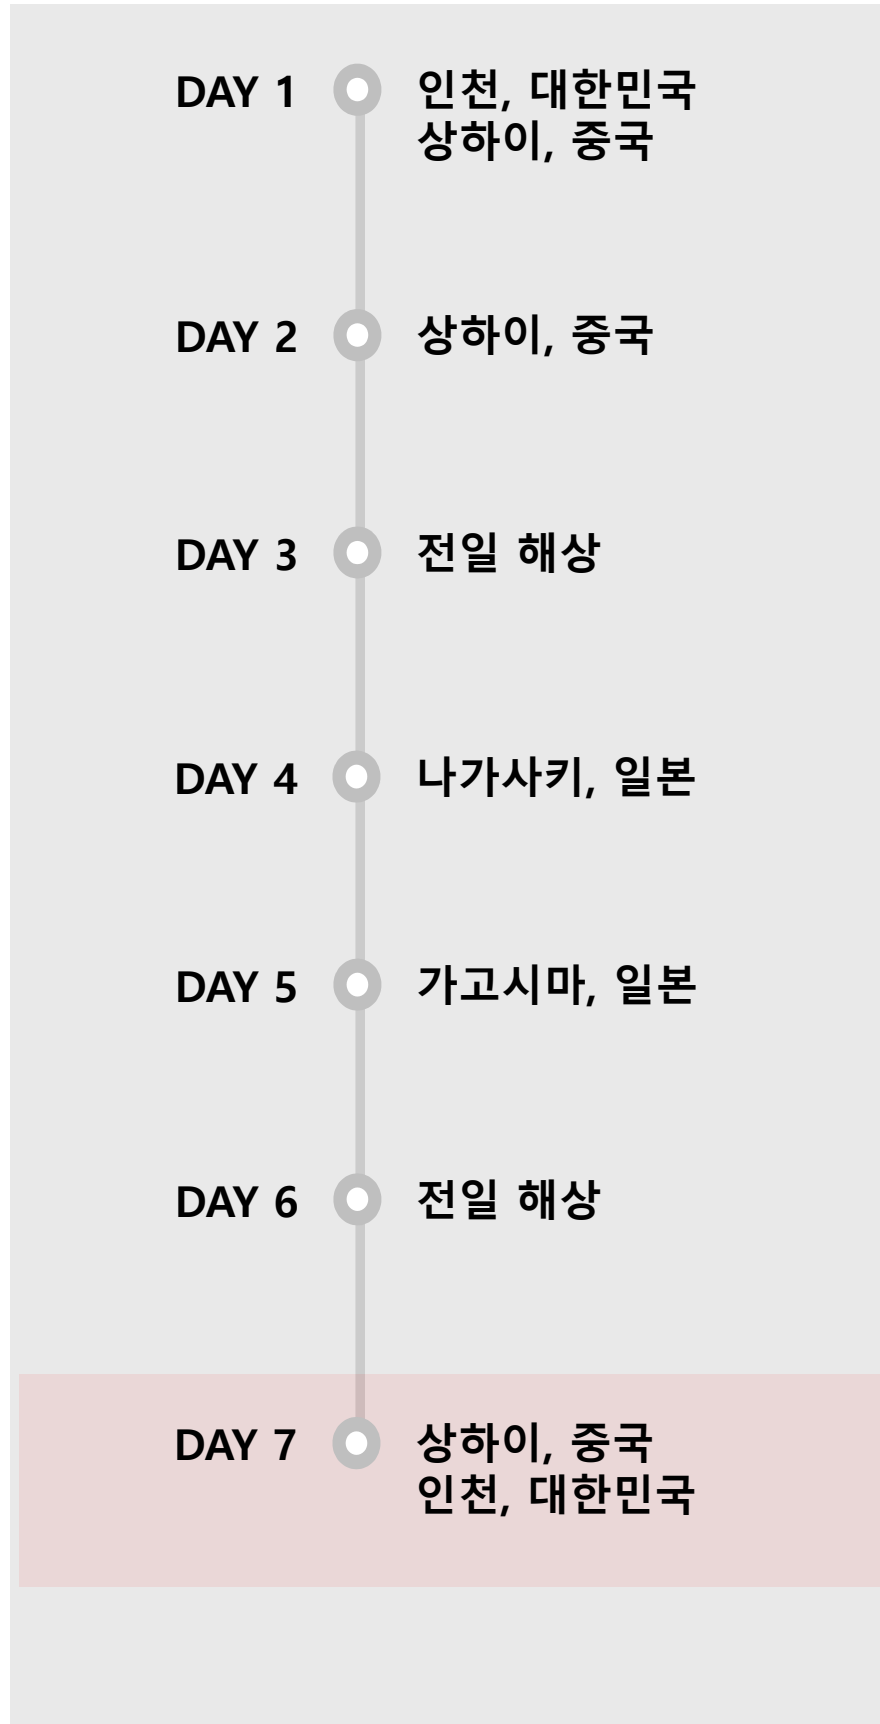 DAY 1 인천, 대한민국
상하이, 중국
DAY 2 상하이, 중국
DAY 3 전일 해상
DAY 4 나가사키, 일본
DAY 5 가고시마, 일본
DAY 6 전일 해상
DAY 7 상하이, 중국
인천, 대한민국